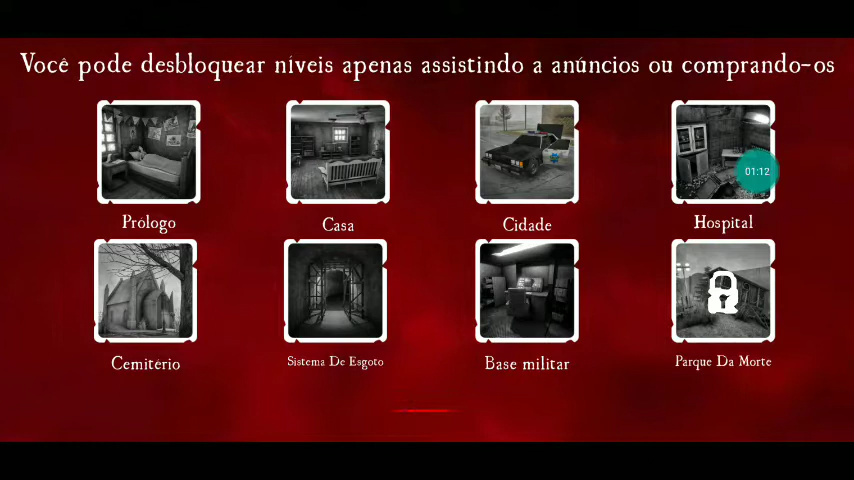 Você pode desbloquear níveis apenas assistindo a anúncios ou comprando-os
01:12
Prólogo
Casa
Cidade
Hospital
Cemitério
Sistema De Esgoto
Base militar
Parque Da Morte